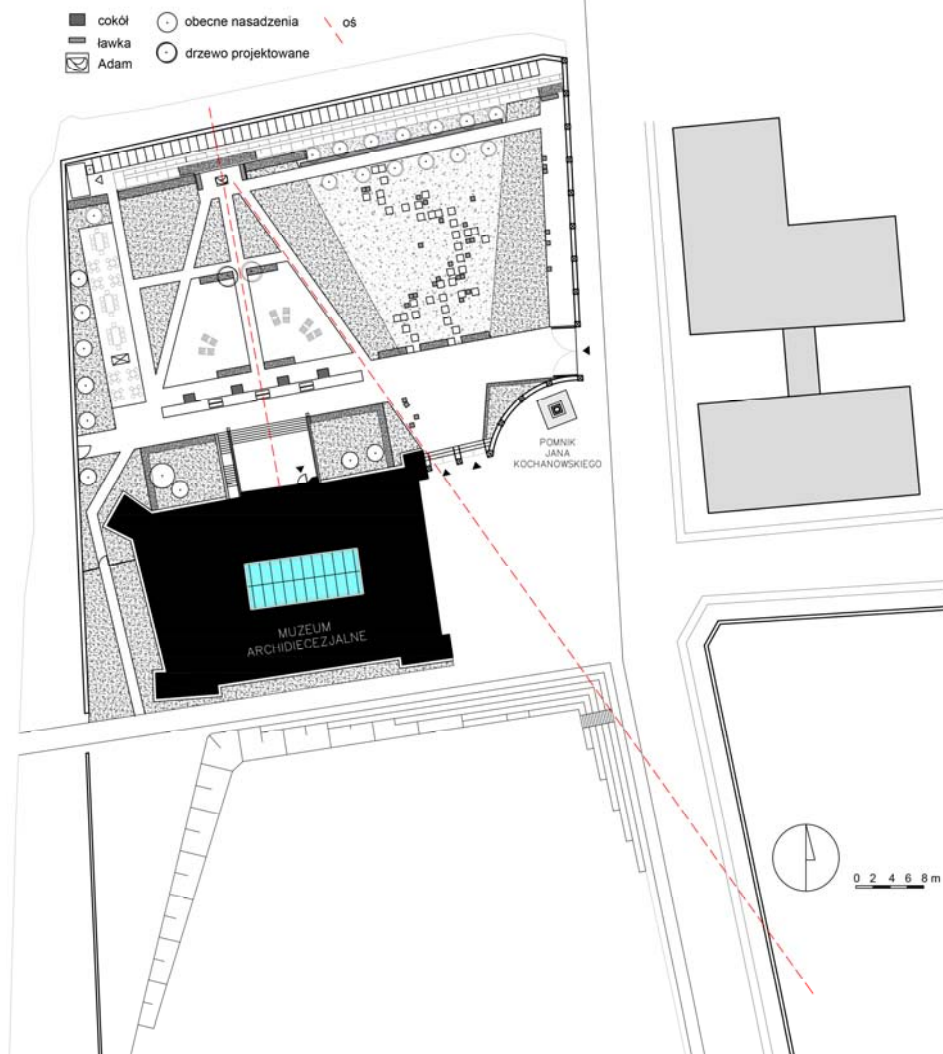 cokół
ławka
Adam
obecne nasadzenia
drzewo projektowane
oś
POMNIK
JANA
KOCHANOWSKIEGO
MUZEUM
ARCHIDIECEZJALNE
0 2 4 6 8 m